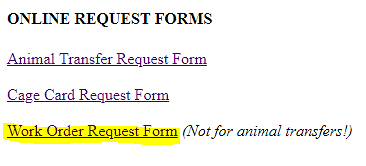 ONLINE REQUEST FORMS
Animal Transfer Request Form
Cage Card Request Form
Work Order Request Form (Not for animal transfers!)